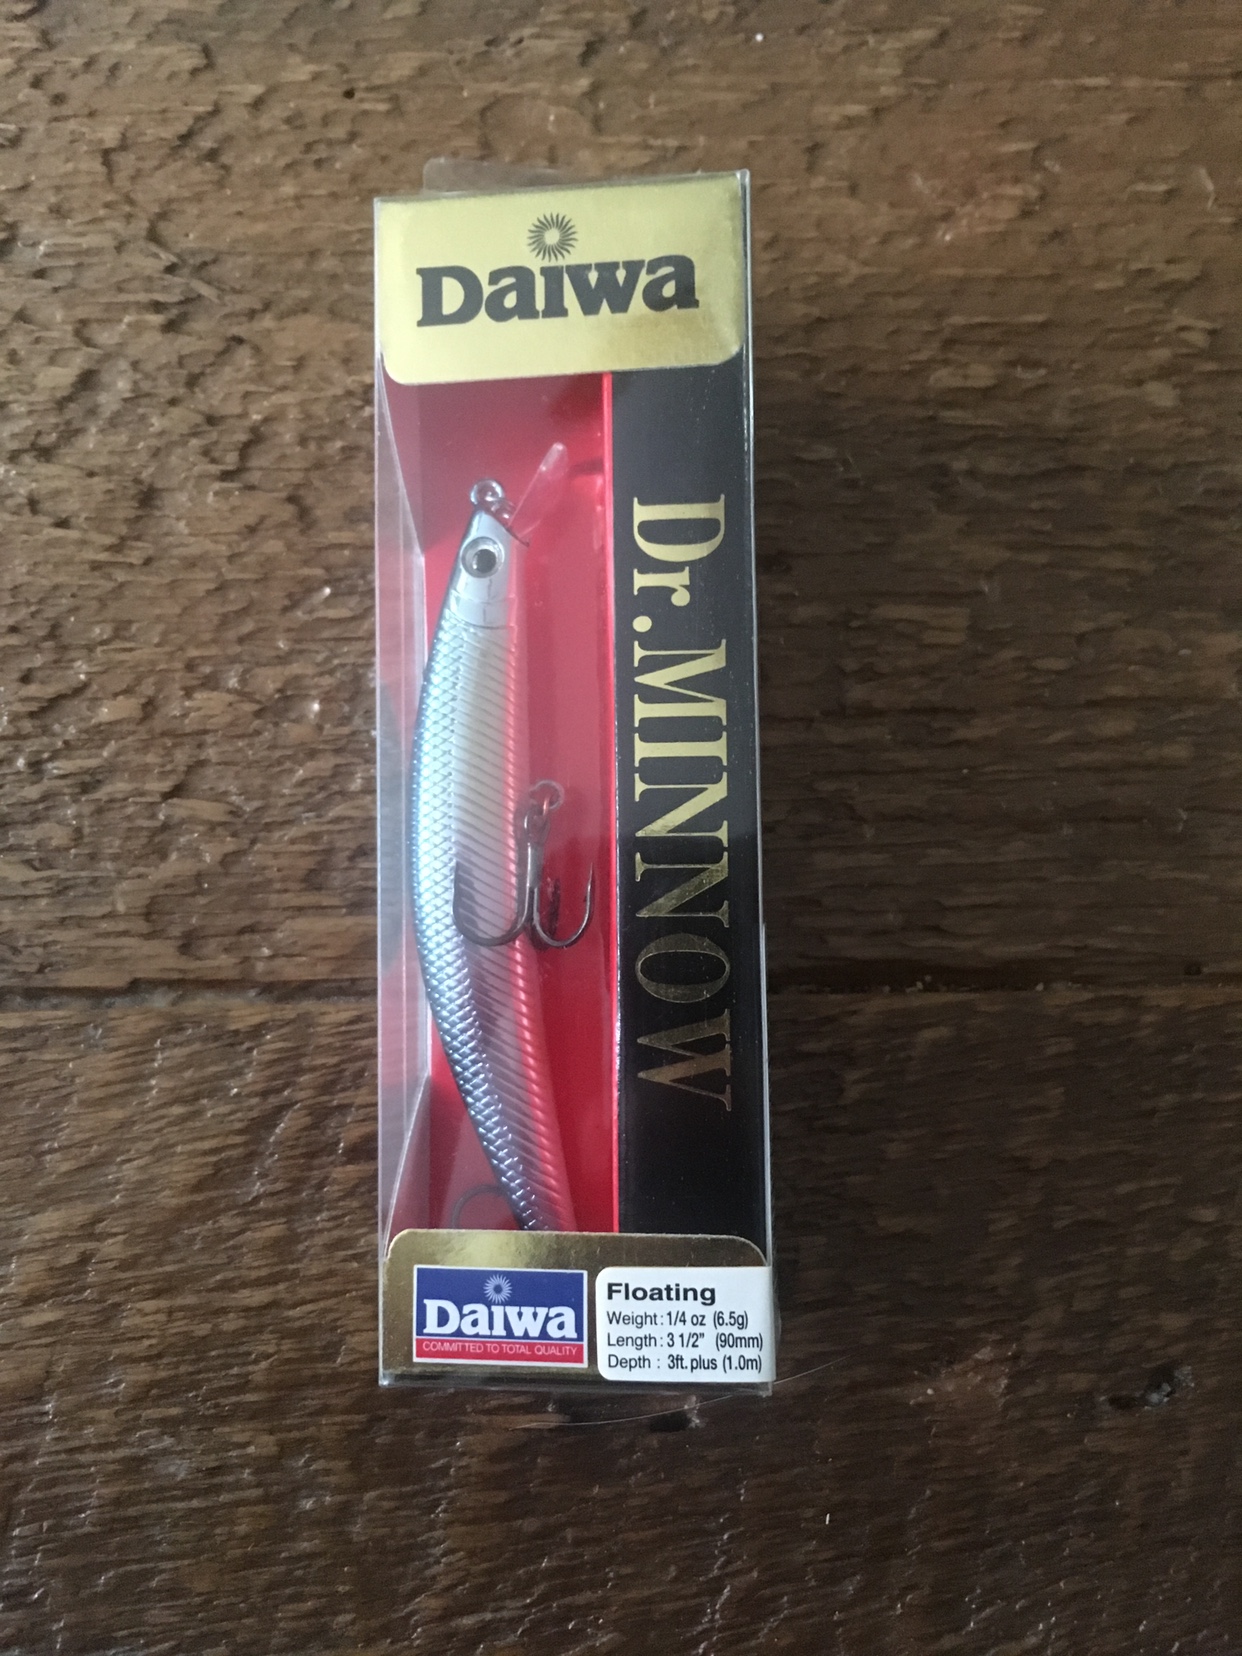 Daiwa
Dr.MINNOW
Daiwa
COMMITTED TO TOTAL QUALITY
Floating
Weight:1/4 oz (6.5g)
Length:3 1/2" (90mm)
Depth : 3ft.plus (1.0m)